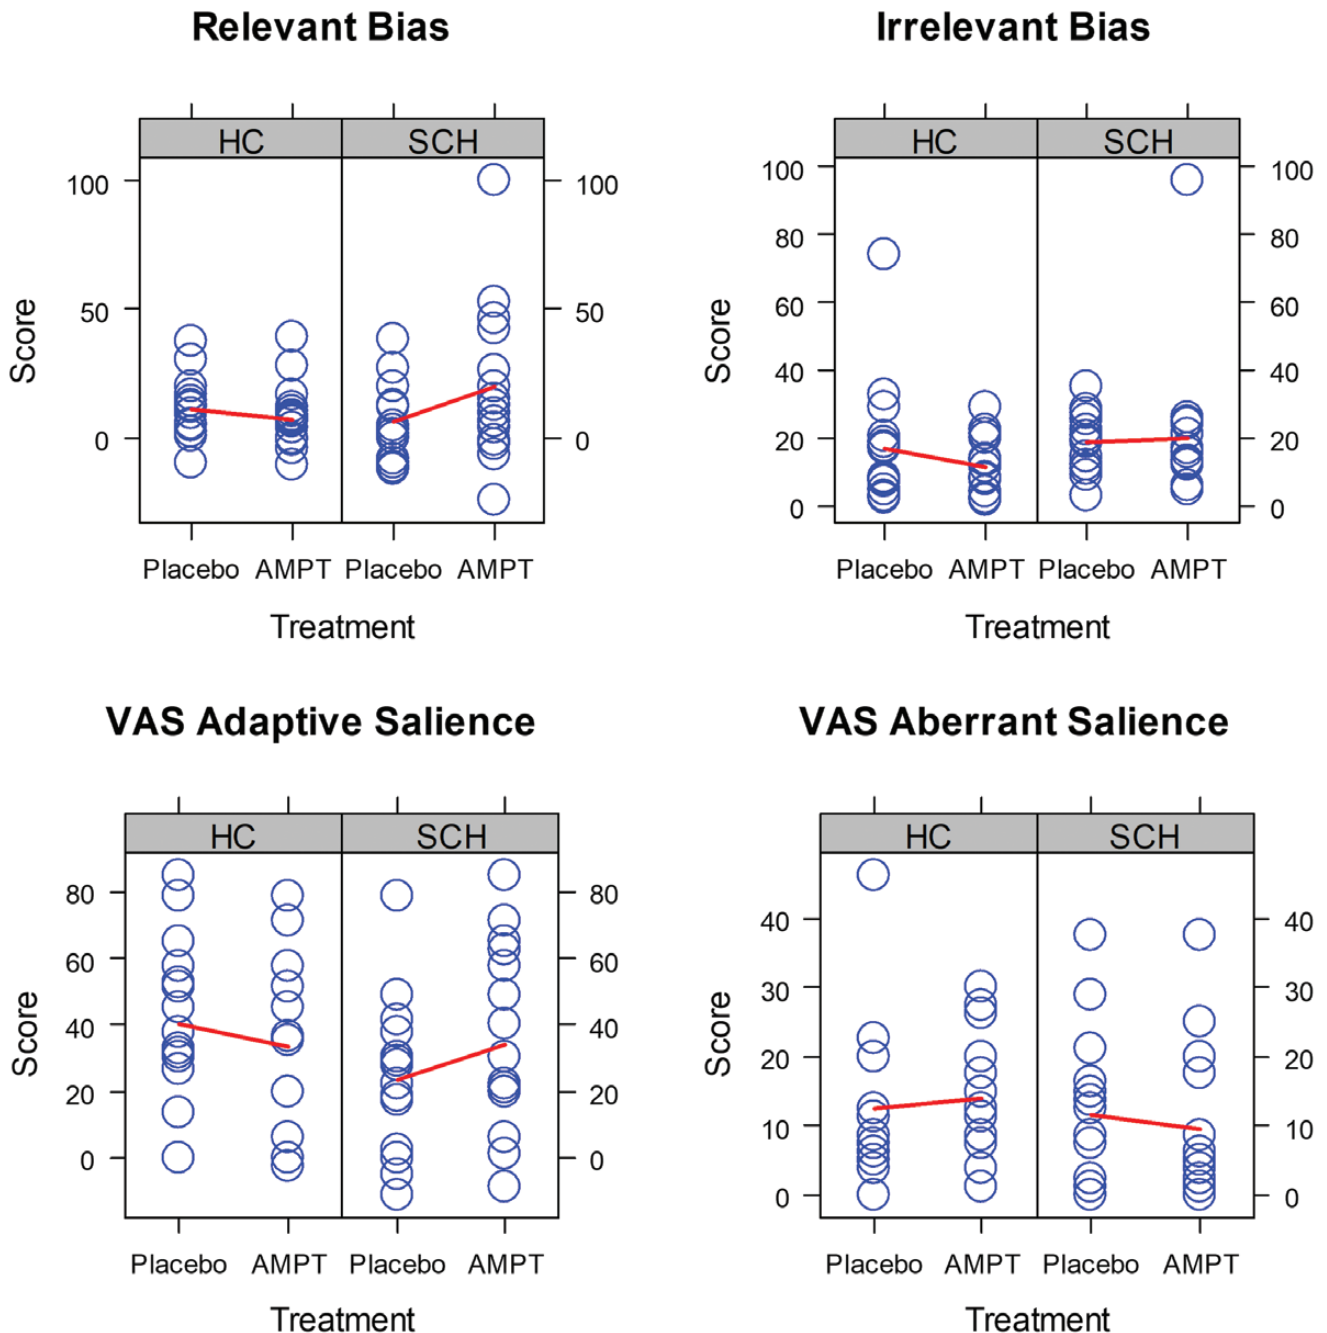 Relevant Bias
HC SCH
100 100
50 50
0 0
Score
Placebo AMPT Placebo AMPT
Treatment
Irrelevant Bias
HC SCH
100 100
80 80
60 60
40 40
20 20
0 0
Score
Placebo AMPT Placebo AMPT
Treatment
VAS Adaptive Salience
HC SCH
80 80
60 60
40 40
20 20
0 0
Score
Placebo AMPT Placebo AMPT
Treatment
VAS Aberrant Salience
HC SCH
40 40
30 30
20 20
10 10
0 0
Score
Placebo AMPT Placebo AMPT
Treatment